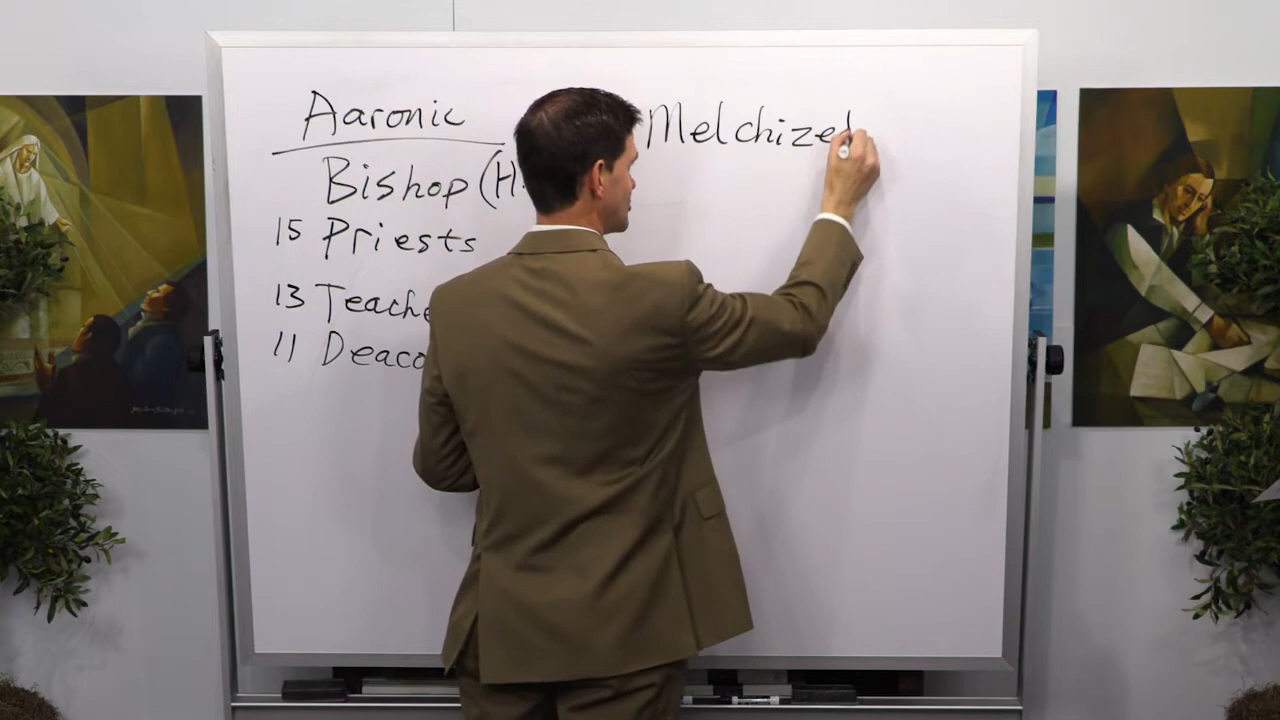 Aaronic
Melchized
Bishop (H
15 Priests
13 Teache
11 Deaco